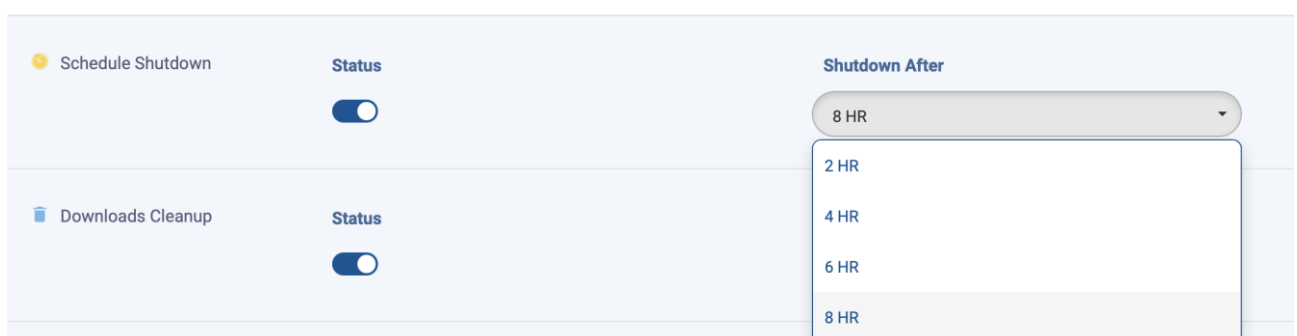 Schedule Shutdown
Status
Shutdown After
8 HR
2 HR
4 HR
6 HR
8 HR
Downloads Cleanup
Status